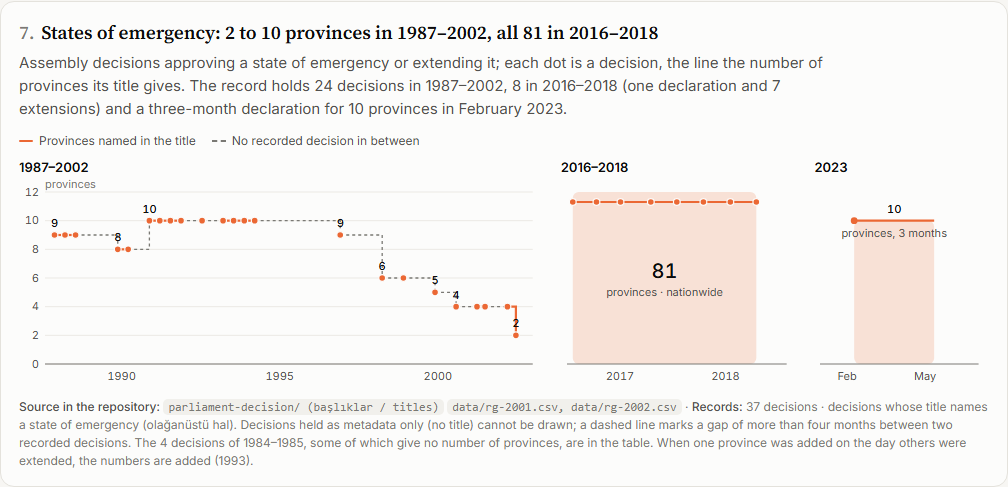 7. States of emergency: 2 to 10 provinces in 1987–2002, all 81 in 2016–2018
Assembly decisions approving a state of emergency or extending it; each dot is a decision, the line the number of
provinces its title gives. The record holds 24 decisions in 1987–2002, 8 in 2016–2018 (one declaration and 7
extensions) and a three-month declaration for 10 provinces in February 2023.
Provinces named in the title
No recorded decision in between
1987–2002
provinces
12
10
8
6
4
2
0
9
8
10
9
6
5
4
2
1990
1995
2000
2016–2018
81
provinces · nationwide
2017
2018
2023
10
provinces, 3 months
Feb
May
Source in the repository: parliament-decision/ (başlıklar / titles) data/rg-2001.csv, data/rg-2002.csv · Records: 37 decisions · decisions whose title names
a state of emergency (olağanüstü hal). Decisions held as metadata only (no title) cannot be drawn; a dashed line marks a gap of more than four months between two
recorded decisions. The 4 decisions of 1984–1985, some of which give no number of provinces, are in the table. When one province was added on the day others were
extended, the numbers are added (1993).